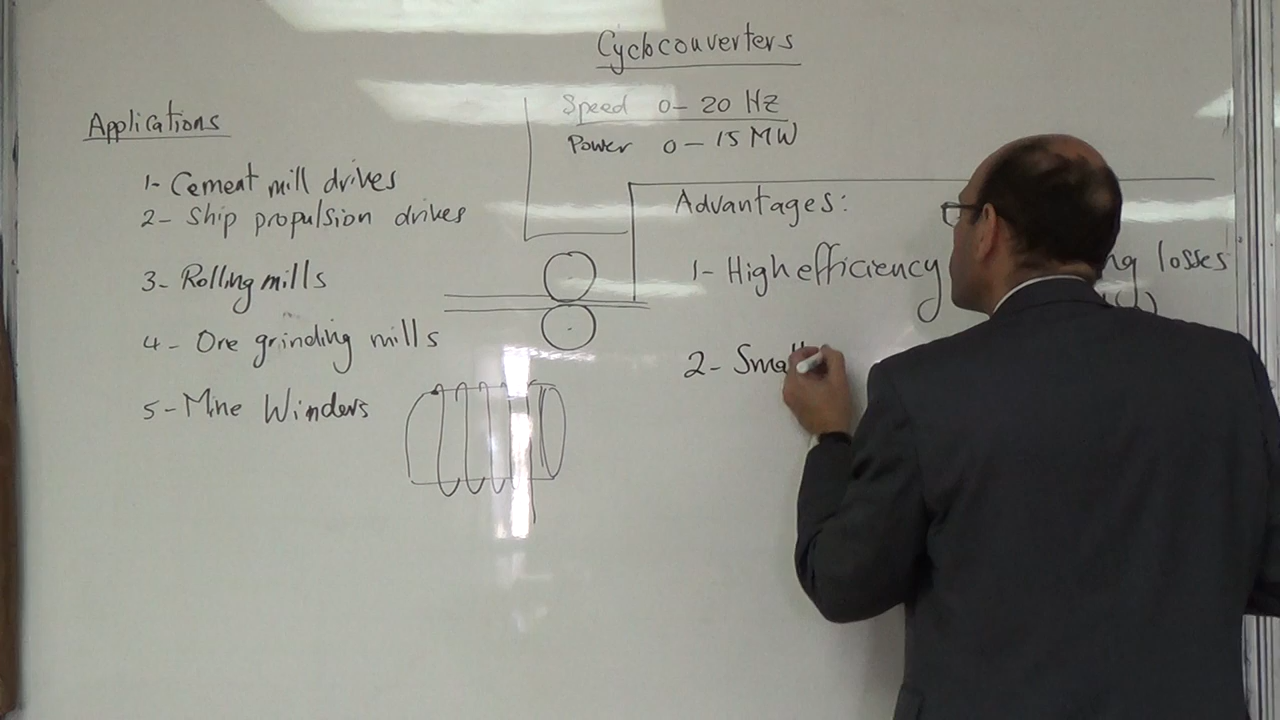 Cycloconverters
Speed 0-20 HZ
Power 0-15 MW
Applications
1- Cement mill drives
2- Ship propulsion drives
3- Rolling mills
4- Ore grinding mills
5- Mine Winders
Advantages:
1- High efficiency losses
2- Small